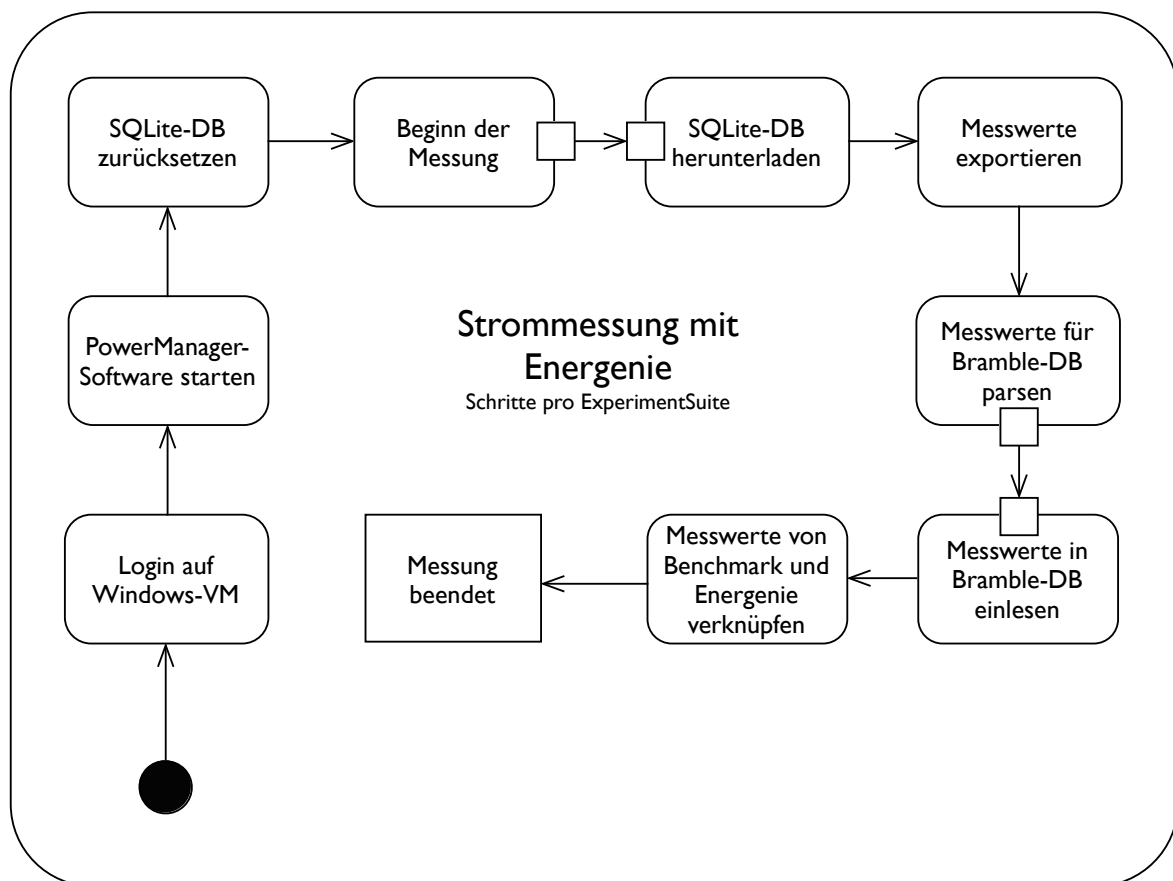 SQLite-DB
zurücksetzen
Beginn der
Messung
SQLite-DB
herunterladen
Messwerte
exportieren
PowerManager-
Software starten
Strommessung mit
Energenie
Schritte pro ExperimentSuite
Messwerte für
Bramble-DB
parsen
Login auf
Windows-VM
Messung
beendet
Messwerte von
Benchmark und
Energenie
verknüpfen
Messwerte in
Bramble-DB
einlesen